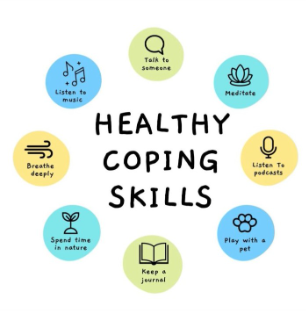 Talk to
someone
Listen to
music
Meditate
HEALTHY
COPING
SKILLS
Breathe
deeply
Listen To
podcasts
Spend time
in nature
Play with a
pet
Keep a
journal